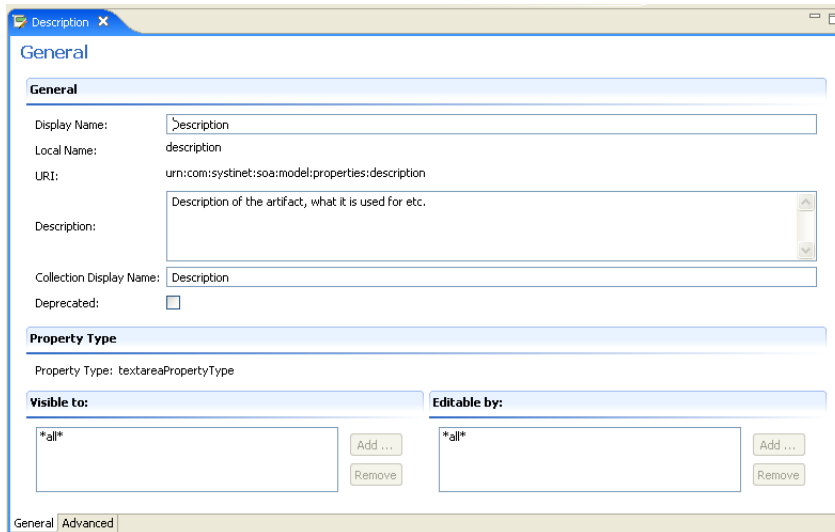 Description
General
General
Display Name: Description
Local Name: description
URI: urn:com:systinet:soa:model:properties:description
Description: Description of the artifact, what it is used for etc.
Collection Display Name: Description
Deprecated:
Property Type
Property Type: textareaPropertyType
Visible to: Editable by:
*all* Add ... *all* Add ...
Remove Remove
General Advanced